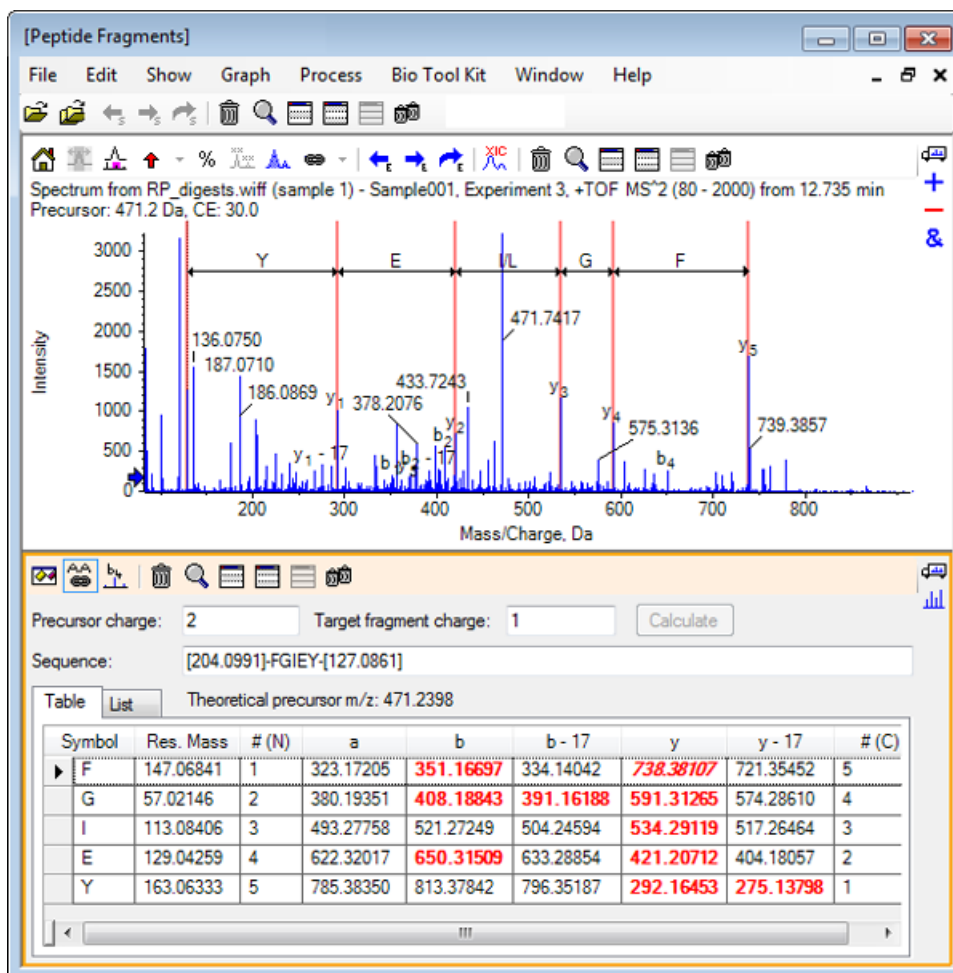 [Peptide Fragments]
File Edit Show Graph Process Bio Tool Kit Window Help
Spectrum from RP_digests.wiff (sample 1) - Sample001, Experiment 3, +TOF MS^2 (80 - 2000) from 12.735 min
Precursor: 471.2 Da, CE: 30.0
3000
2500
2000
1500
1000
500
0
Intensity
Y E I/L G F
136.0750
187.0710
186.0869
471.7417
433.7243
378.2076
575.3136
739.3857
y1
y1 - 17
b2
y2
y3
y4
y5
b4
200 300 400 500 600 700 800
Mass/Charge, Da
Precursor charge: 2 Target fragment charge: 1 Calculate
Sequence: [204.0991]-FGIEY-[127.0861]
Table List Theoretical precursor m/z: 471.2398
Symbol Res. Mass # (N) a b b - 17 y y - 17 # (C)
F 147.06841 1 323.17205 351.16697 334.14042 738.38107 721.35452 5
G 57.02146 2 380.19351 408.18843 391.16188 591.31265 574.28610 4
I 113.08406 3 493.27758 521.27249 504.24594 534.29119 517.26464 3
E 129.04259 4 622.32017 650.31509 633.28854 421.20712 404.18057 2
Y 163.06333 5 785.38350 813.37842 796.35187 292.16453 275.13798 1